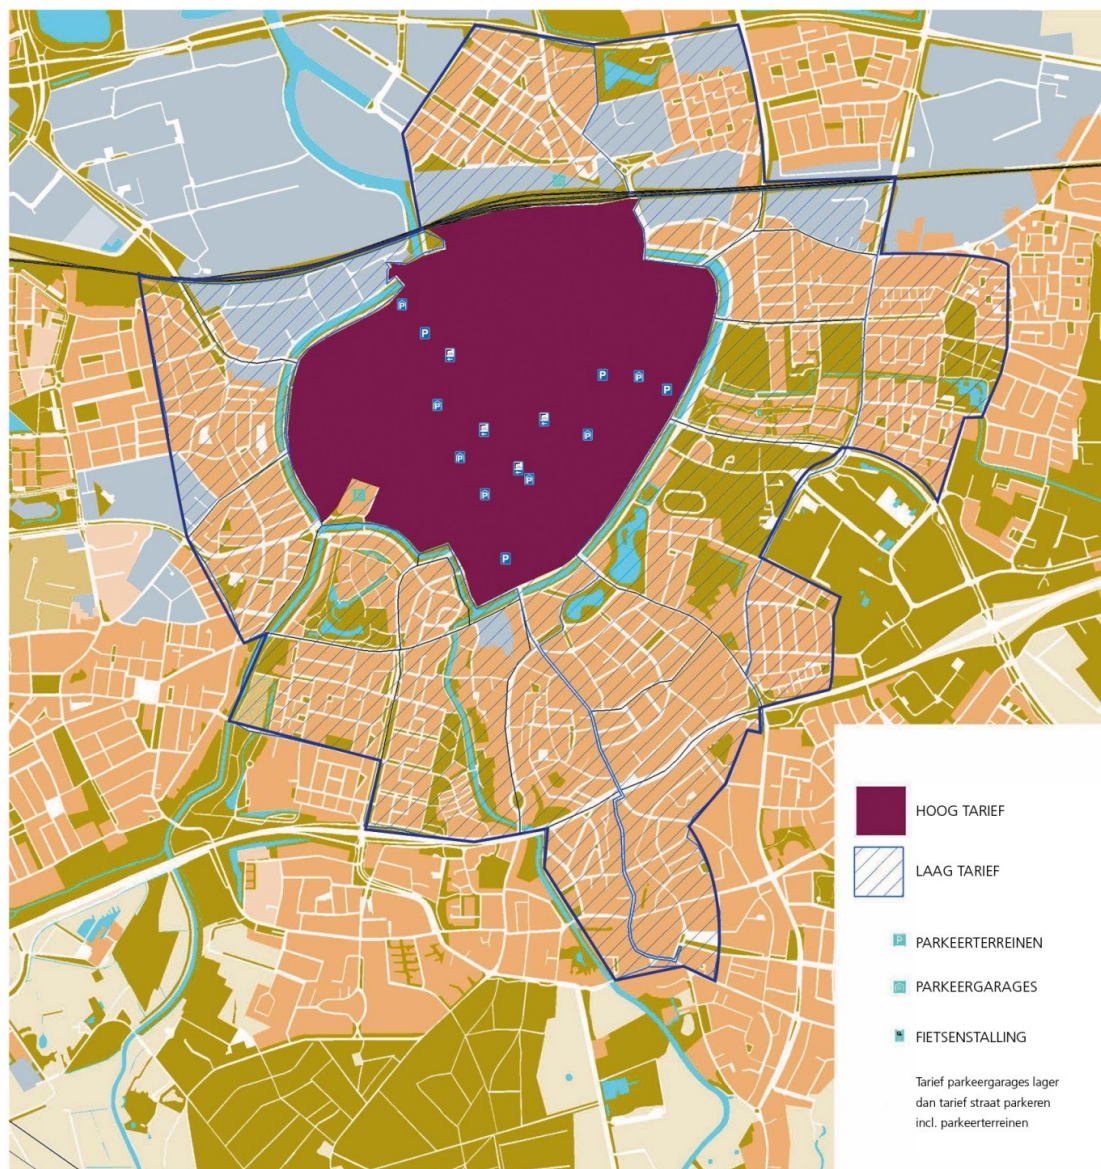 HOOG TARIEF
LAAG TARIEF
P PARKEERTERREINEN
PARKEERGARAGES
FIETSENSTALLING
Tarief parkeergarages lager
dan tarief straat parkeren
incl. parkeerterreinen
P
P
P
P
P
P
P
P
P
P
P